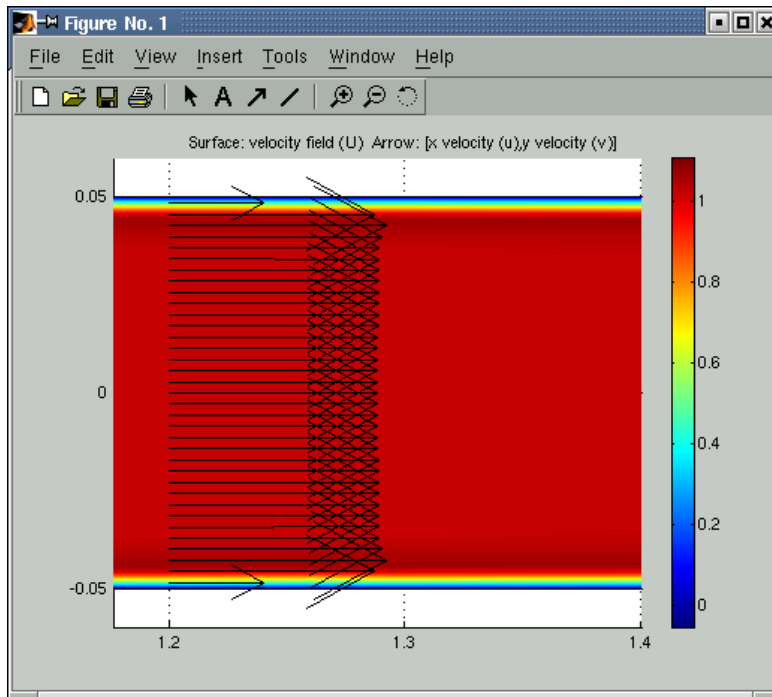 Figure No. 1
File Edit View Insert Tools Window Help
A
Surface: velocity field (U) Arrow: [x velocity (u),y velocity (v)]
0.05
0
-0.05
1.2 1.3 1.4
1
0.8
0.6
0.4
0.2
0